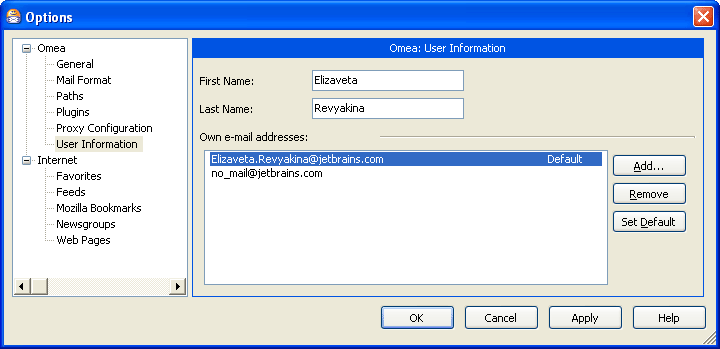 Options
Omea
General
Mail Format
Paths
Plugins
Proxy Configuration
User Information
Internet
Favorites
Feeds
Mozilla Bookmarks
Newsgroups
Web Pages
Omea: User Information
First Name: Elizaveta
Last Name: Revyakina
Own e-mail addresses:
Elizaveta.Revyakina@jetbrains.com Default
no_mail@jetbrains.com
Add...
Remove
Set Default
OK Cancel Apply Help